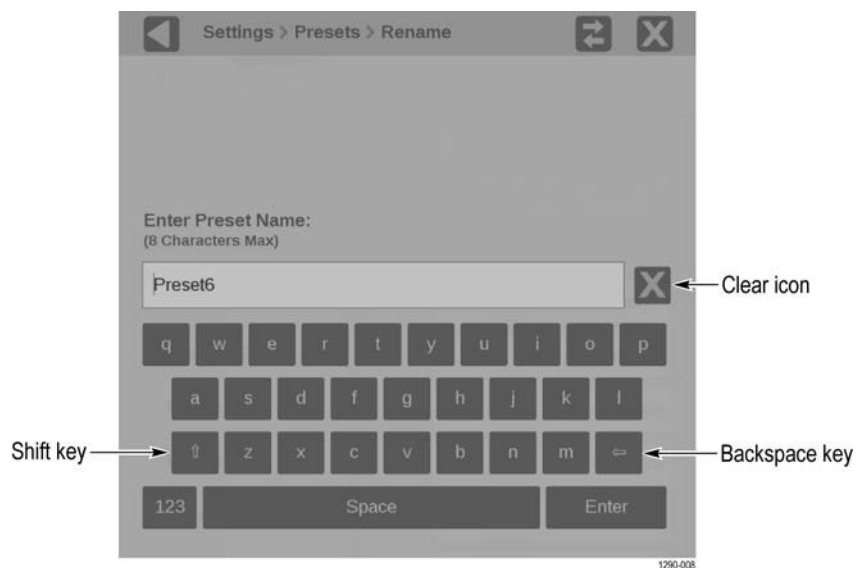 Settings > Presets > Rename
Enter Preset Name:
(8 Characters Max)
Preset6
X Clear icon
q w e r t y u i o p
a s d f g h j k l
Shift key ⇧ z x c v b n m ⇦ Backspace key
123 Space Enter
1290-008